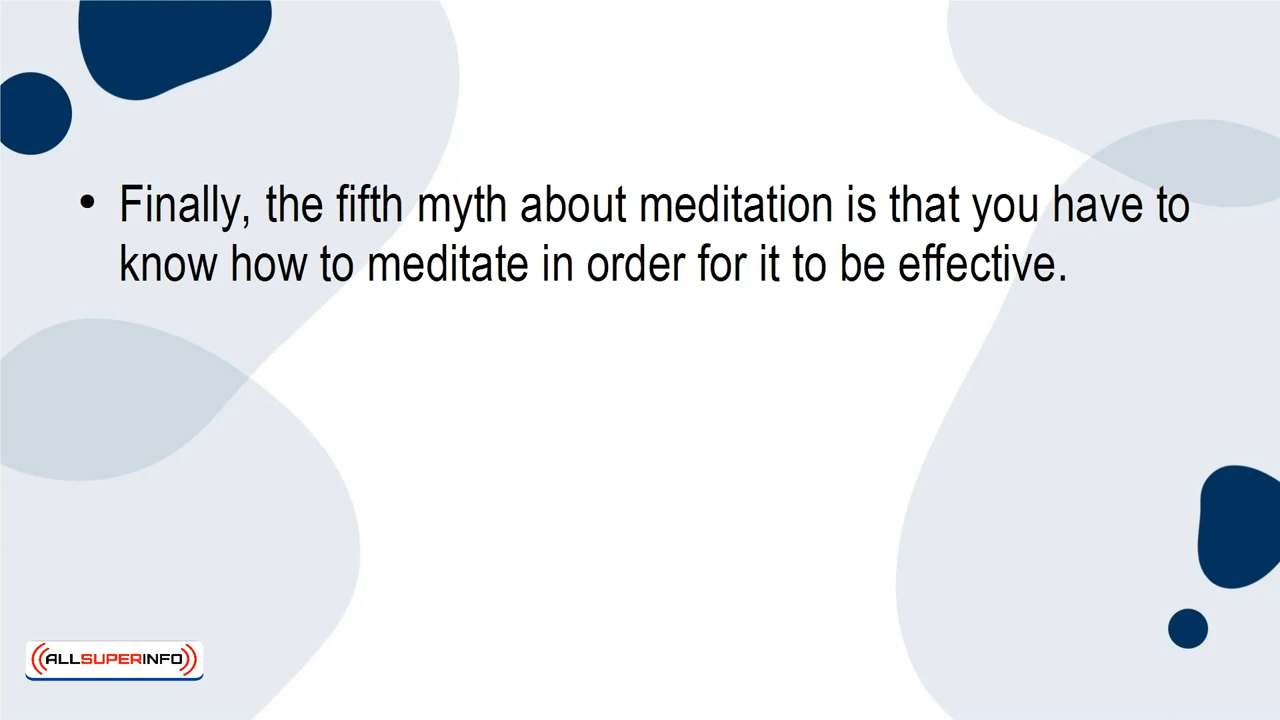 • Finally, the fifth myth about meditation is that you have to
know how to meditate in order for it to be effective.
ALLSUPERINFO